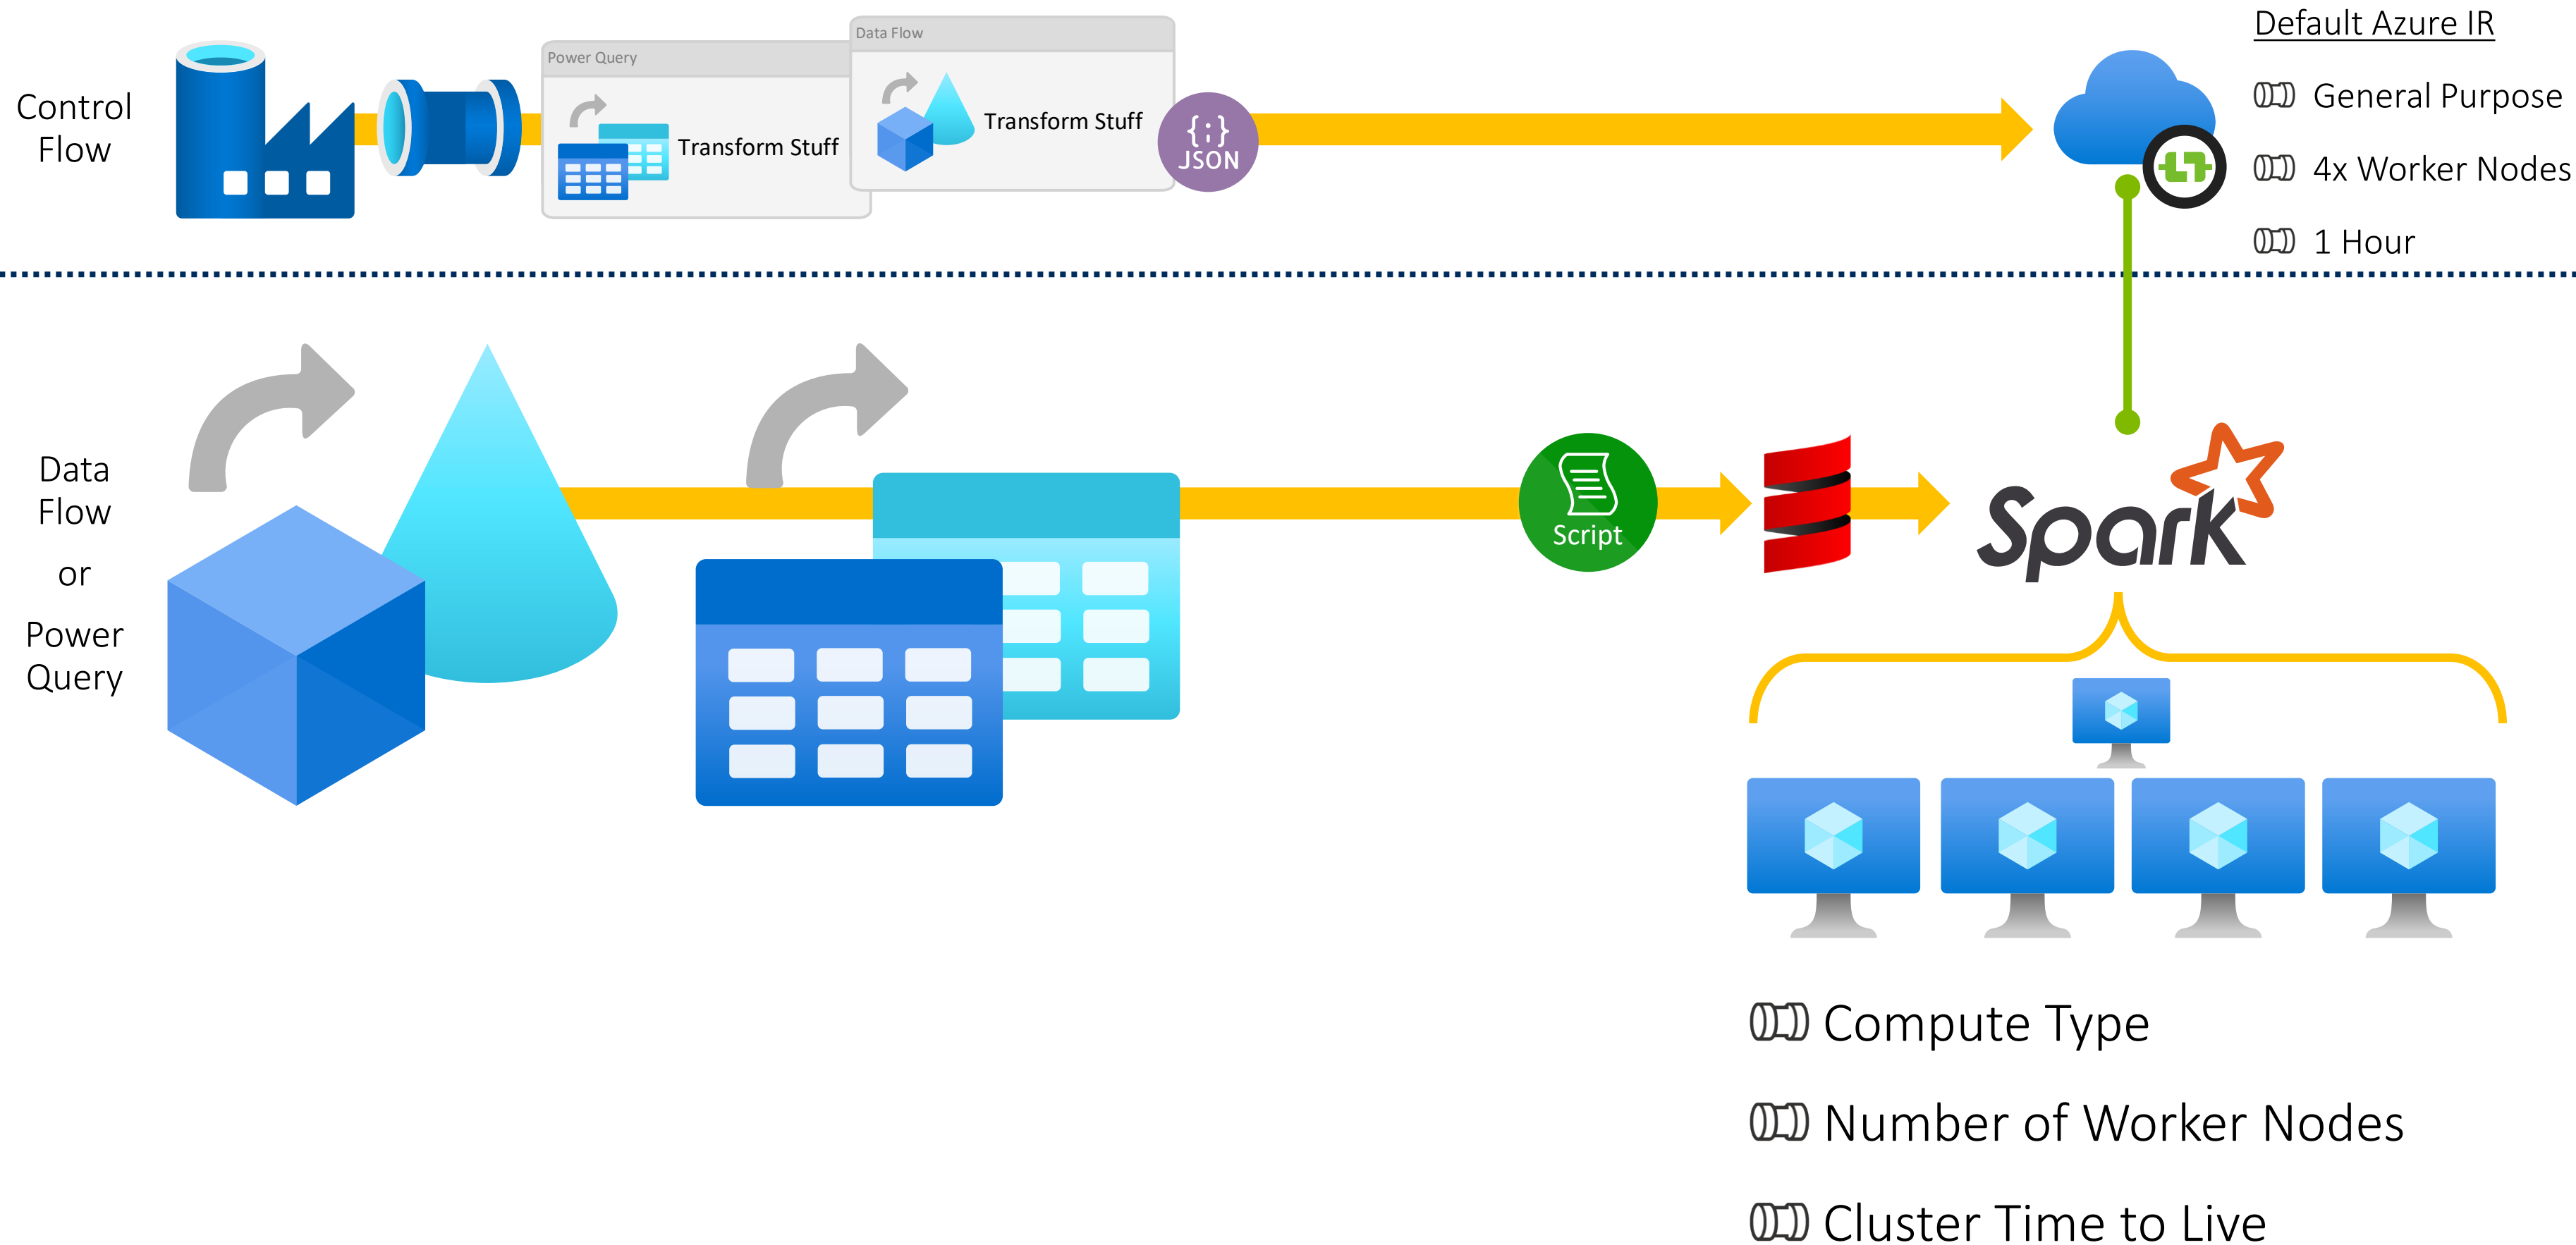 Control
Flow
Power Query
Transform Stuff
Data Flow
Transform Stuff
{;}
JSON
Default Azure IR
General Purpose
4x Worker Nodes
1 Hour
Data
Flow
or
Power
Query
Script
Spark
Compute Type
Number of Worker Nodes
Cluster Time to Live